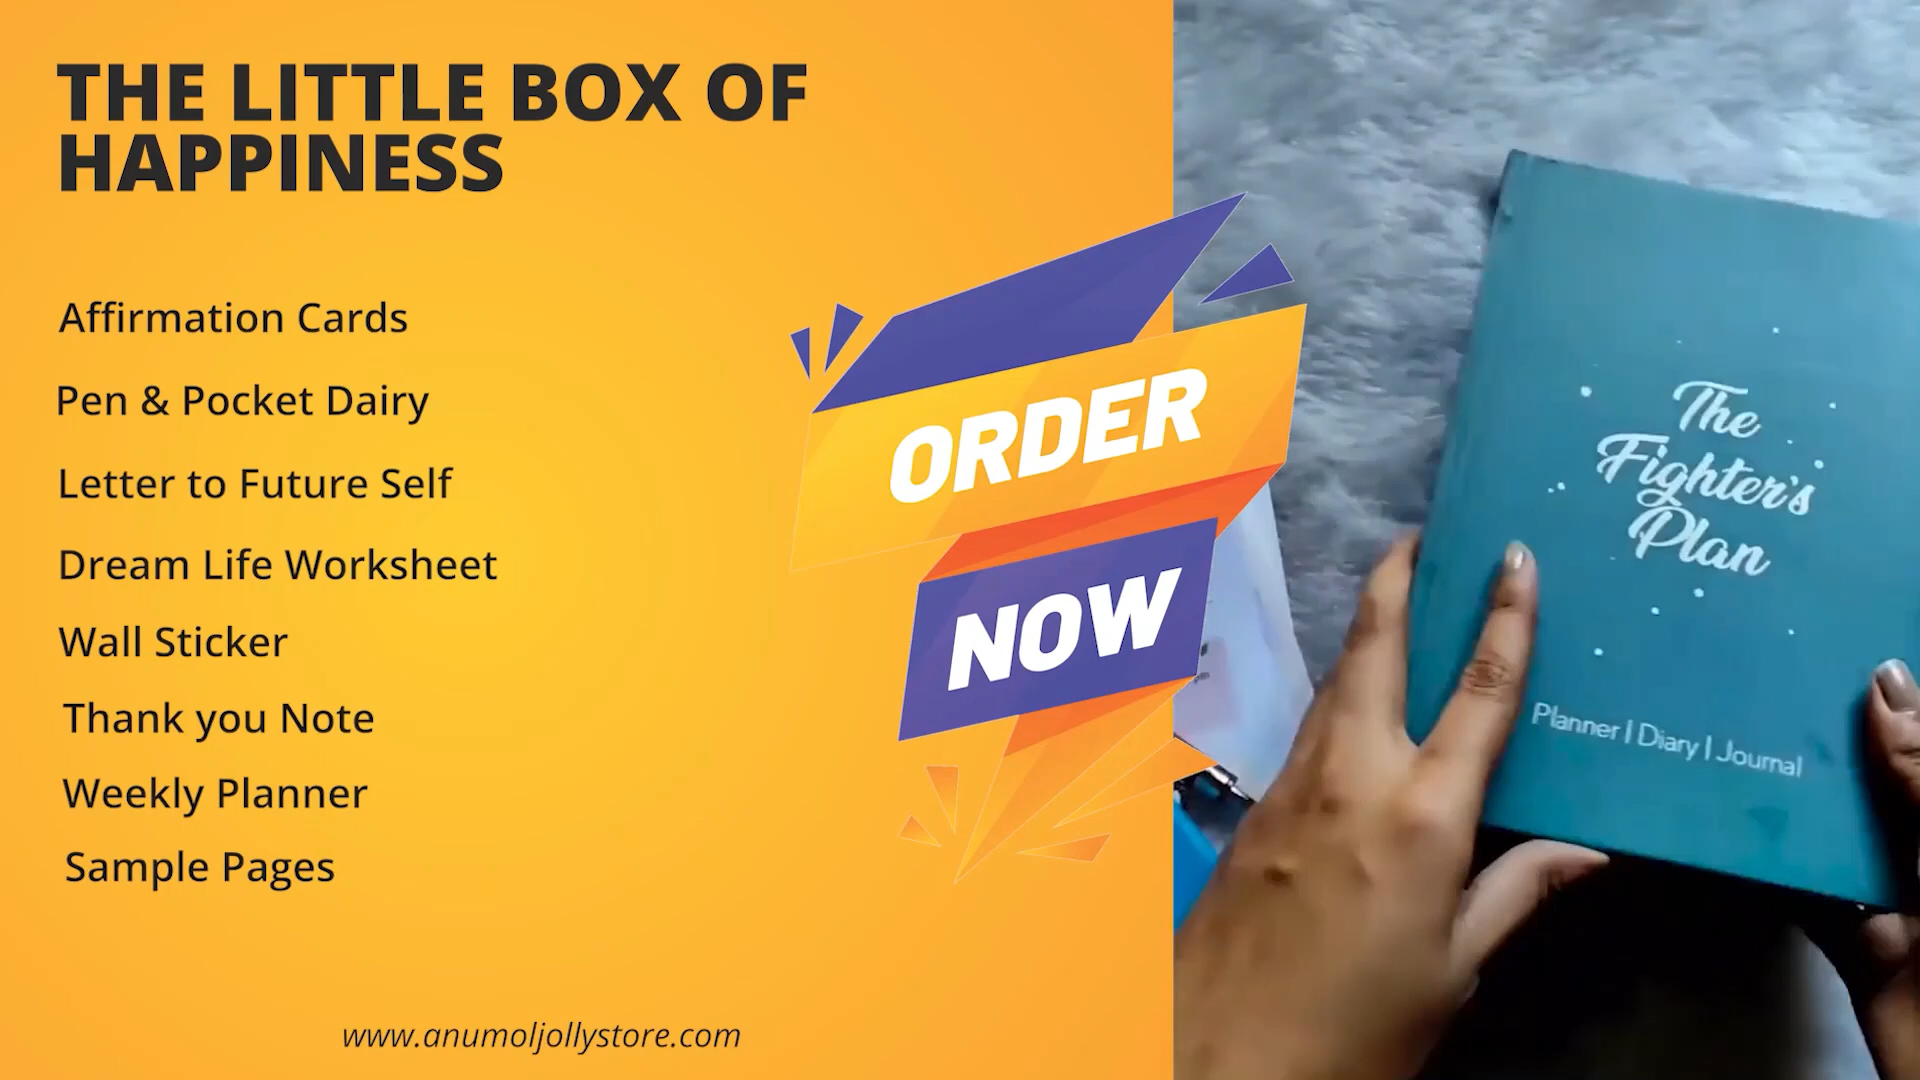 THE LITTLE BOX OF
HAPPINESS
Affirmation Cards
Pen & Pocket Dairy
Letter to Future Self
Dream Life Worksheet
Wall Sticker
Thank you Note
Weekly Planner
Sample Pages
www.anumoljollystore.com
ORDER
NOW
The
Fighter's
Plan
Planner | Diary | Journal